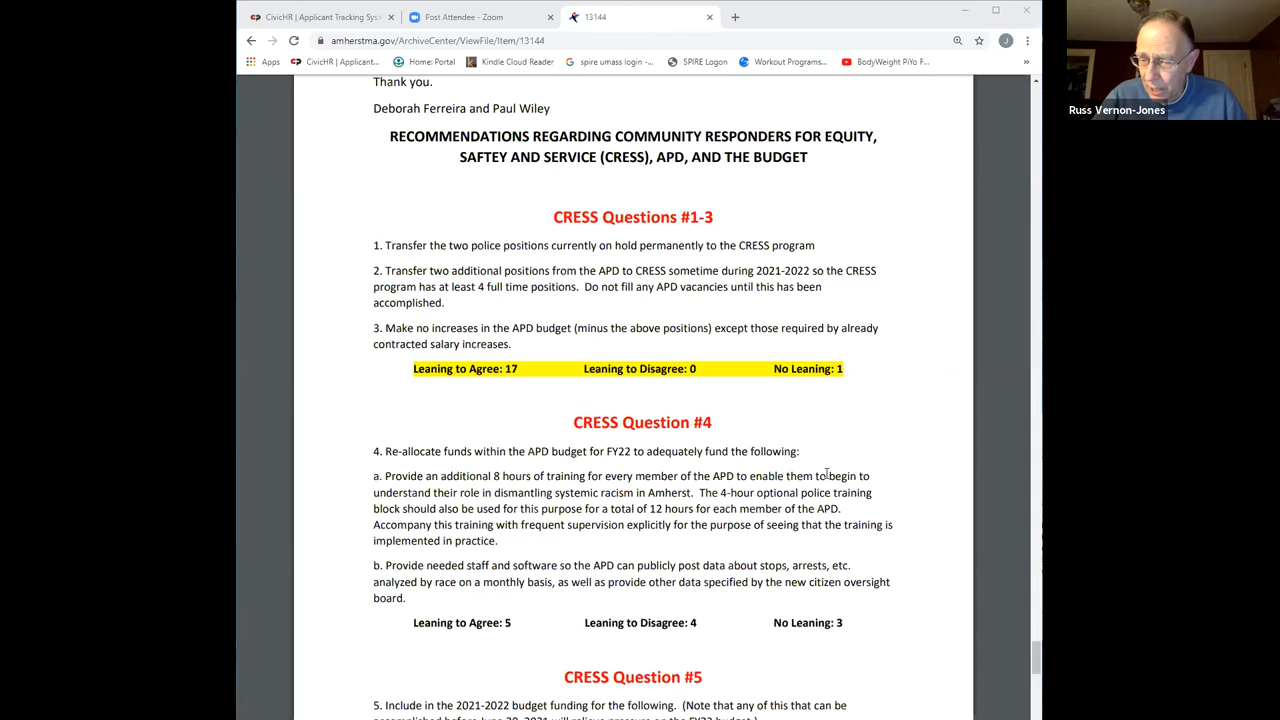 CivicHR | Applicant Tracking Syst
Post Attendee - Zoom
13144
amherstma.gov/ArchiveCenter/ViewFile/Item/13144
J
Apps
CivicHR | Applicant...
Home: Portal
Kindle Cloud Reader
spire umass login -...
SPIRE Logon
Workout Programs...
BodyWeight PiYo F...
Russ Vernon-Jones
Thank you.
Deborah Ferreira and Paul Wiley
RECOMMENDATIONS REGARDING COMMUNITY RESPONDERS FOR EQUITY,
SAFTEY AND SERVICE (CRESS), APD, AND THE BUDGET
CRESS Questions #1-3
1. Transfer the two police positions currently on hold permanently to the CRESS program
2. Transfer two additional positions from the APD to CRESS sometime during 2021-2022 so the CRESS
program has at least 4 full time positions. Do not fill any APD vacancies until this has been
accomplished.
3. Make no increases in the APD budget (minus the above positions) except those required by already
contracted salary increases.
Leaning to Agree: 17 Leaning to Disagree: 0 No Leaning: 1
CRESS Question #4
4. Re-allocate funds within the APD budget for FY22 to adequately fund the following:
a. Provide an additional 8 hours of training for every member of the APD to enable them to begin to
understand their role in dismantling systemic racism in Amherst. The 4-hour optional police training
block should also be used for this purpose for a total of 12 hours for each member of the APD.
Accompany this training with frequent supervision explicitly for the purpose of seeing that the training is
implemented in practice.
b. Provide needed staff and software so the APD can publicly post data about stops, arrests, etc.
analyzed by race on a monthly basis, as well as provide other data specified by the new citizen oversight
board.
Leaning to Agree: 5 Leaning to Disagree: 4 No Leaning: 3
CRESS Question #5
5. Include in the 2021-2022 budget funding for the following. (Note that any of this that can be
accomplished before June 30, 2021 will relieve pressure on the FY22 budget.)